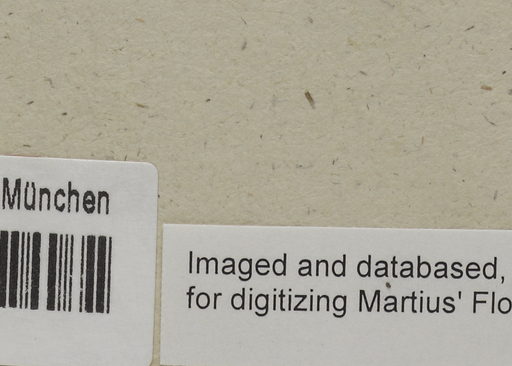 München
Imaged and databased,
for digitizing Martius' Flo